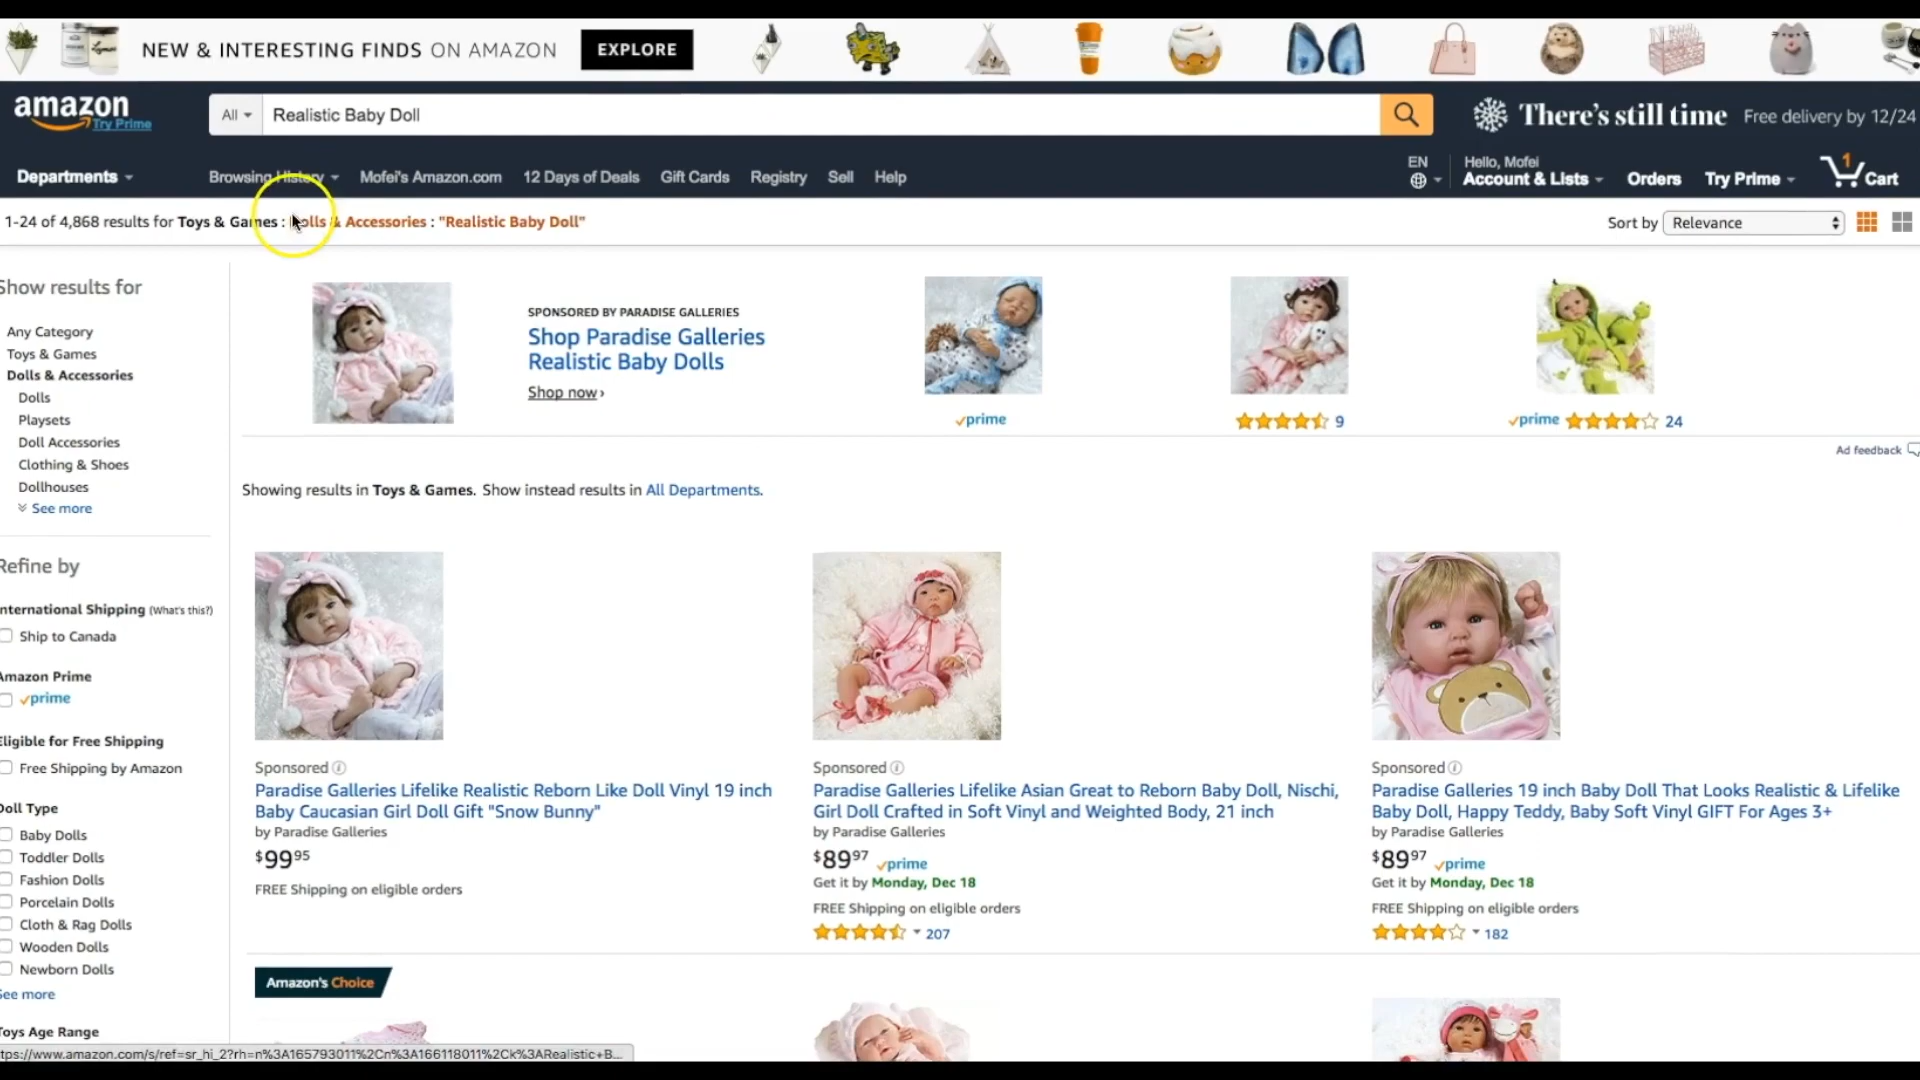 NEW & INTERESTING FINDS ON AMAZON EXPLORE
amazon
Try Prime
All
Realistic Baby Doll
There's still time Free delivery by 12/24
Departments
Browsing History
Mofei's Amazon.com
12 Days of Deals
Gift Cards
Registry
Sell
Help
EN
Hello, Mofei
Account & Lists
Orders
Try Prime
1
Cart
1-24 of 4,868 results for Toys & Games : Dolls & Accessories : "Realistic Baby Doll"
Sort by Relevance
Show results for
Any Category
Toys & Games
Dolls & Accessories
Dolls
Playsets
Doll Accessories
Clothing & Shoes
Dollhouses
See more
Refine by
International Shipping (What's this?)
Ship to Canada
Amazon Prime
prime
Eligible for Free Shipping
Free Shipping by Amazon
Doll Type
Baby Dolls
Toddler Dolls
Fashion Dolls
Porcelain Dolls
Cloth & Rag Dolls
Wooden Dolls
Newborn Dolls
See more
Toys Age Range
SPONSORED BY PARADISE GALLERIES
Shop Paradise Galleries
Realistic Baby Dolls
Shop now ›
prime
9
prime 24
Ad feedback
Showing results in Toys & Games. Show instead results in All Departments.
Sponsored
Paradise Galleries Lifelike Realistic Reborn Like Doll Vinyl 19 inch
Baby Caucasian Girl Doll Gift "Snow Bunny"
by Paradise Galleries
$99 95
FREE Shipping on eligible orders
Sponsored
Paradise Galleries Lifelike Asian Great to Reborn Baby Doll, Nischi,
Girl Doll Crafted in Soft Vinyl and Weighted Body, 21 inch
by Paradise Galleries
$89 97 prime
Get it by Monday, Dec 18
FREE Shipping on eligible orders
207
Sponsored
Paradise Galleries 19 inch Baby Doll That Looks Realistic & Lifelike
Baby Doll, Happy Teddy, Baby Soft Vinyl GIFT For Ages 3+
by Paradise Galleries
$89 97 prime
Get it by Monday, Dec 18
FREE Shipping on eligible orders
182
Amazon's Choice
tps://www.amazon.com/s/ref=sr_hi_2?rh=n%3A165793011%2Cn%3A166118011%2Ck%3ARealistic+B...